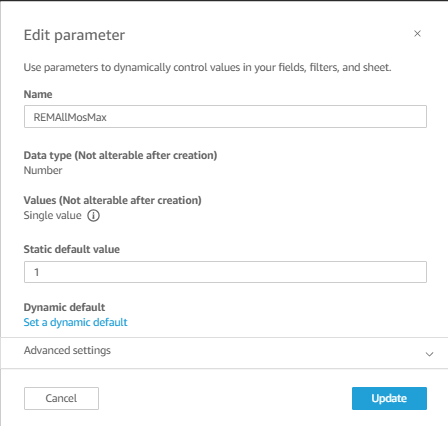 Edit parameter
Use parameters to dynamically control values in your fields, filters, and sheet.
Name
REMAllMosMax
Data type (Not alterable after creation)
Number
Values (Not alterable after creation)
Single value
Static default value
1
Dynamic default
Set a dynamic default
Advanced settings
Cancel
Update